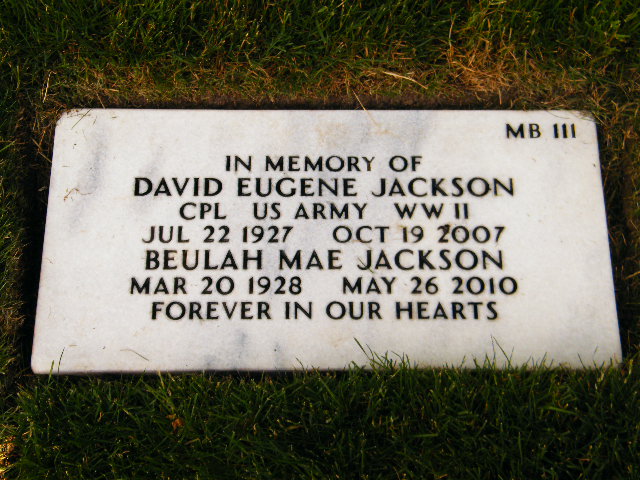 MB 111
IN MEMORY OF
DAVID EUGENE JACKSON
CPL US ARMY WW II
JUL 22 1927 OCT 19 2007
BEULAH MAE JACKSON
MAR 20 1928 MAY 26 2010
FOREVER IN OUR HEARTS